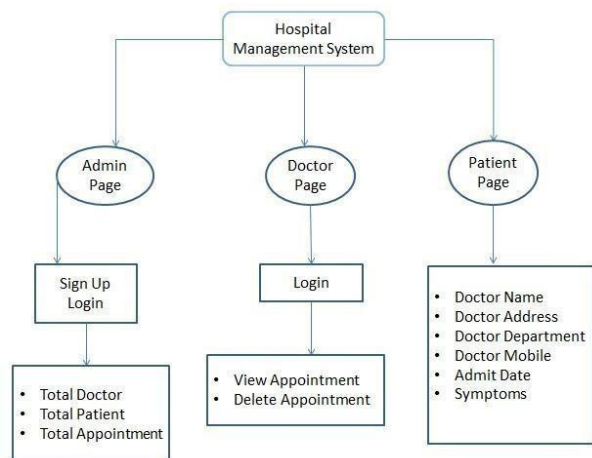 Hospital
Management System
Admin
Page
Doctor
Page
Patient
Page
Sign Up
Login
Login
• Doctor Name
• Doctor Address
• Doctor Department
• Doctor Mobile
• Admit Date
• Symptoms
• Total Doctor
• Total Patient
• Total Appointment
• View Appointment
• Delete Appointment